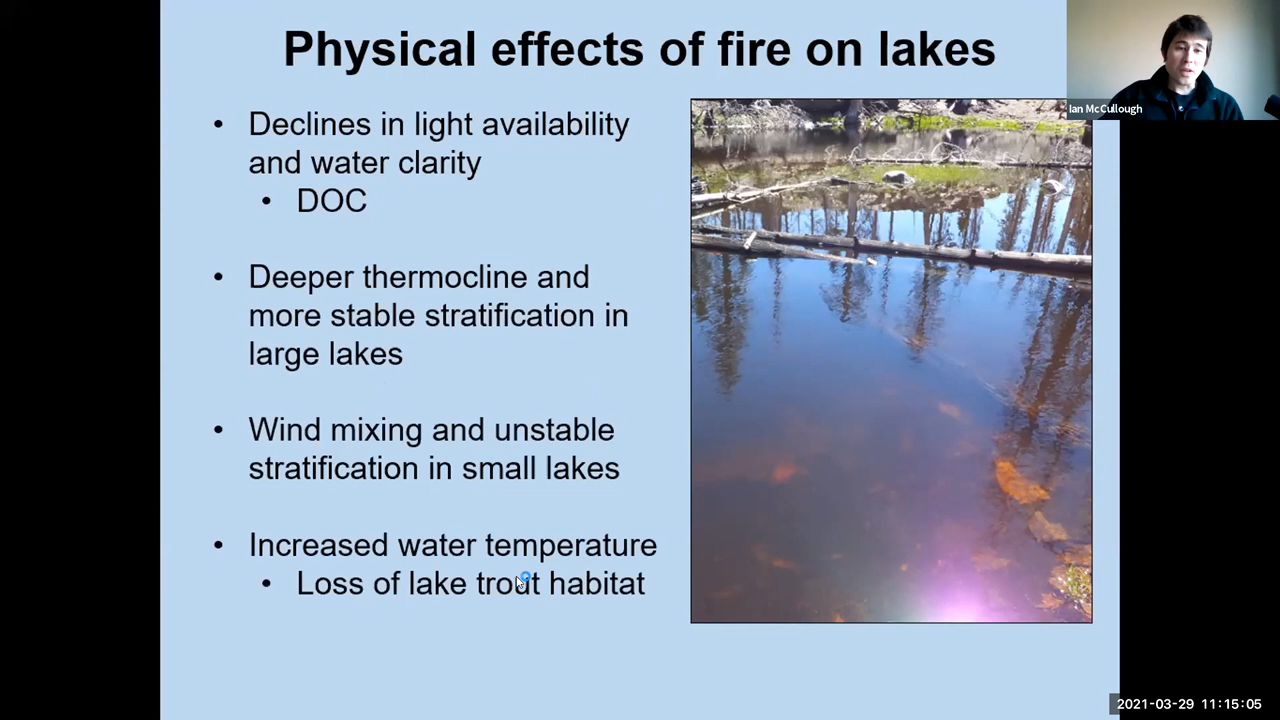 Physical effects of fire on lakes
Ian McCullough
• Declines in light availability
and water clarity
• DOC
• Deeper thermocline and
more stable stratification in
large lakes
• Wind mixing and unstable
stratification in small lakes
• Increased water temperature
• Loss of lake trout habitat
2021-03-29 11:15:05